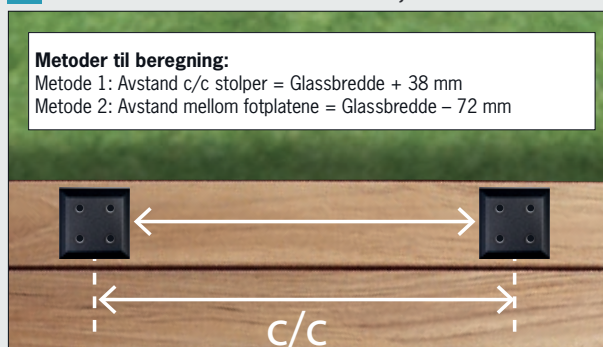 Metoder til beregning:
Metode 1: Avstand c/c stolper = Glassbredde + 38 mm
Metode 2: Avstand mellom fotplatene = Glassbredde – 72 mm
c/c